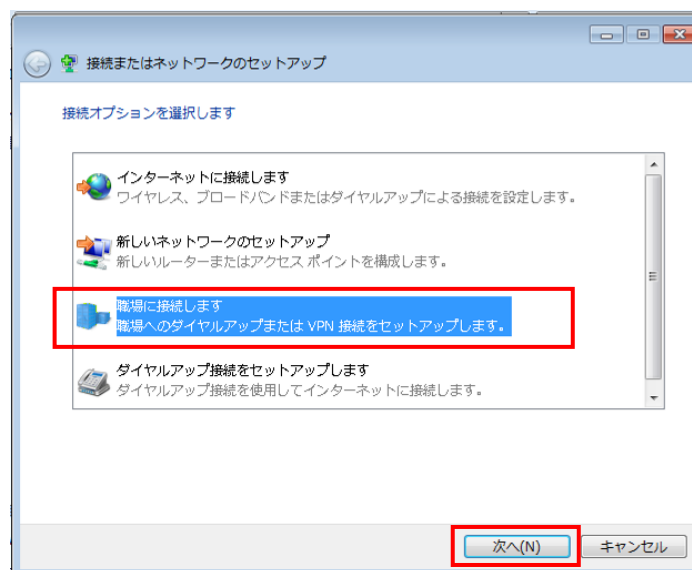 接続またはネットワークのセットアップ
接続オプションを選択します
インターネットに接続します
ワイヤレス、ブロードバンドまたはダイヤルアップによる接続を設定します。
新しいネットワークのセットアップ
新しいルーターまたはアクセス ポイントを構成します。
職場に接続します
職場へのダイヤルアップまたは VPN 接続をセットアップします。
ダイヤルアップ接続をセットアップします
ダイヤルアップ接続を使用してインターネットに接続します。
次へ(N)
キャンセル